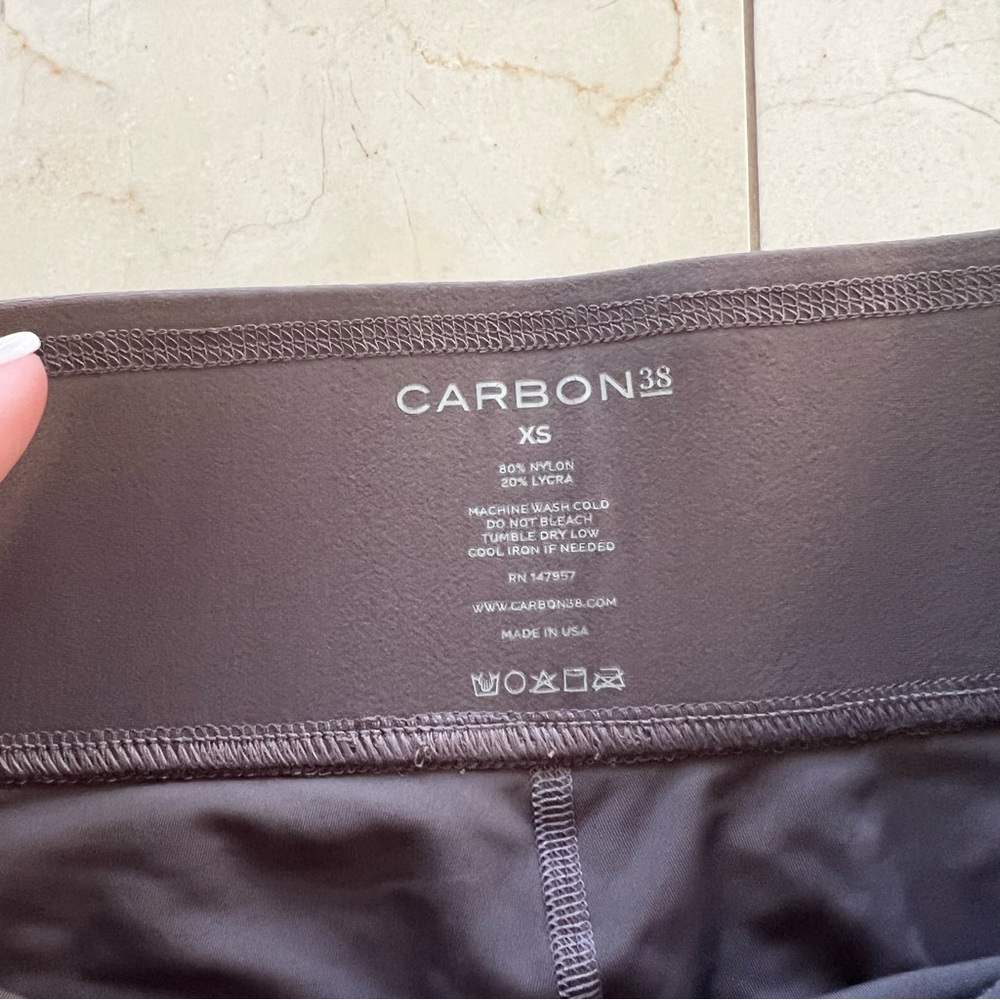 CARBON38
XS
80% NYLON
20% LYCRA
MACHINE WASH COLD
DO NOT BLEACH
TUMBLE DRY LOW
COOL IRON IF NEEDED
RN 147957
WWW.CARBON38.COM
MADE IN USA